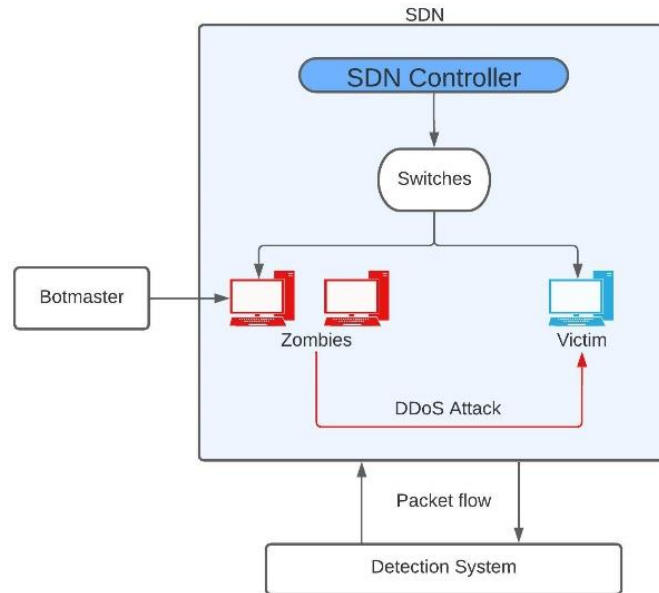 SDN
SDN Controller
Switches
Botmaster
Zombies
Victim
DDoS Attack
Packet flow
Detection System